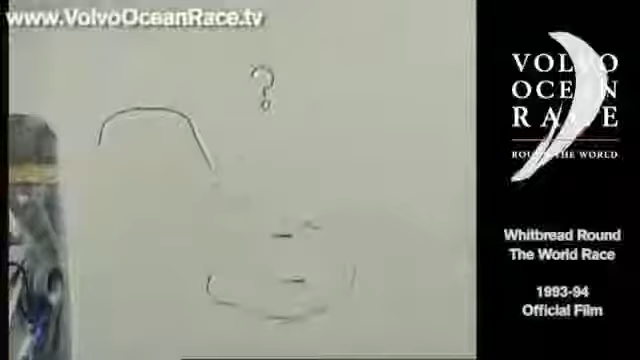 www.VolvoOceanRace.tv
?
VOLVO
OCEAN
RACE
ROUND THE WORLD
Whitbread Round
The World Race
1993-94
Official Film